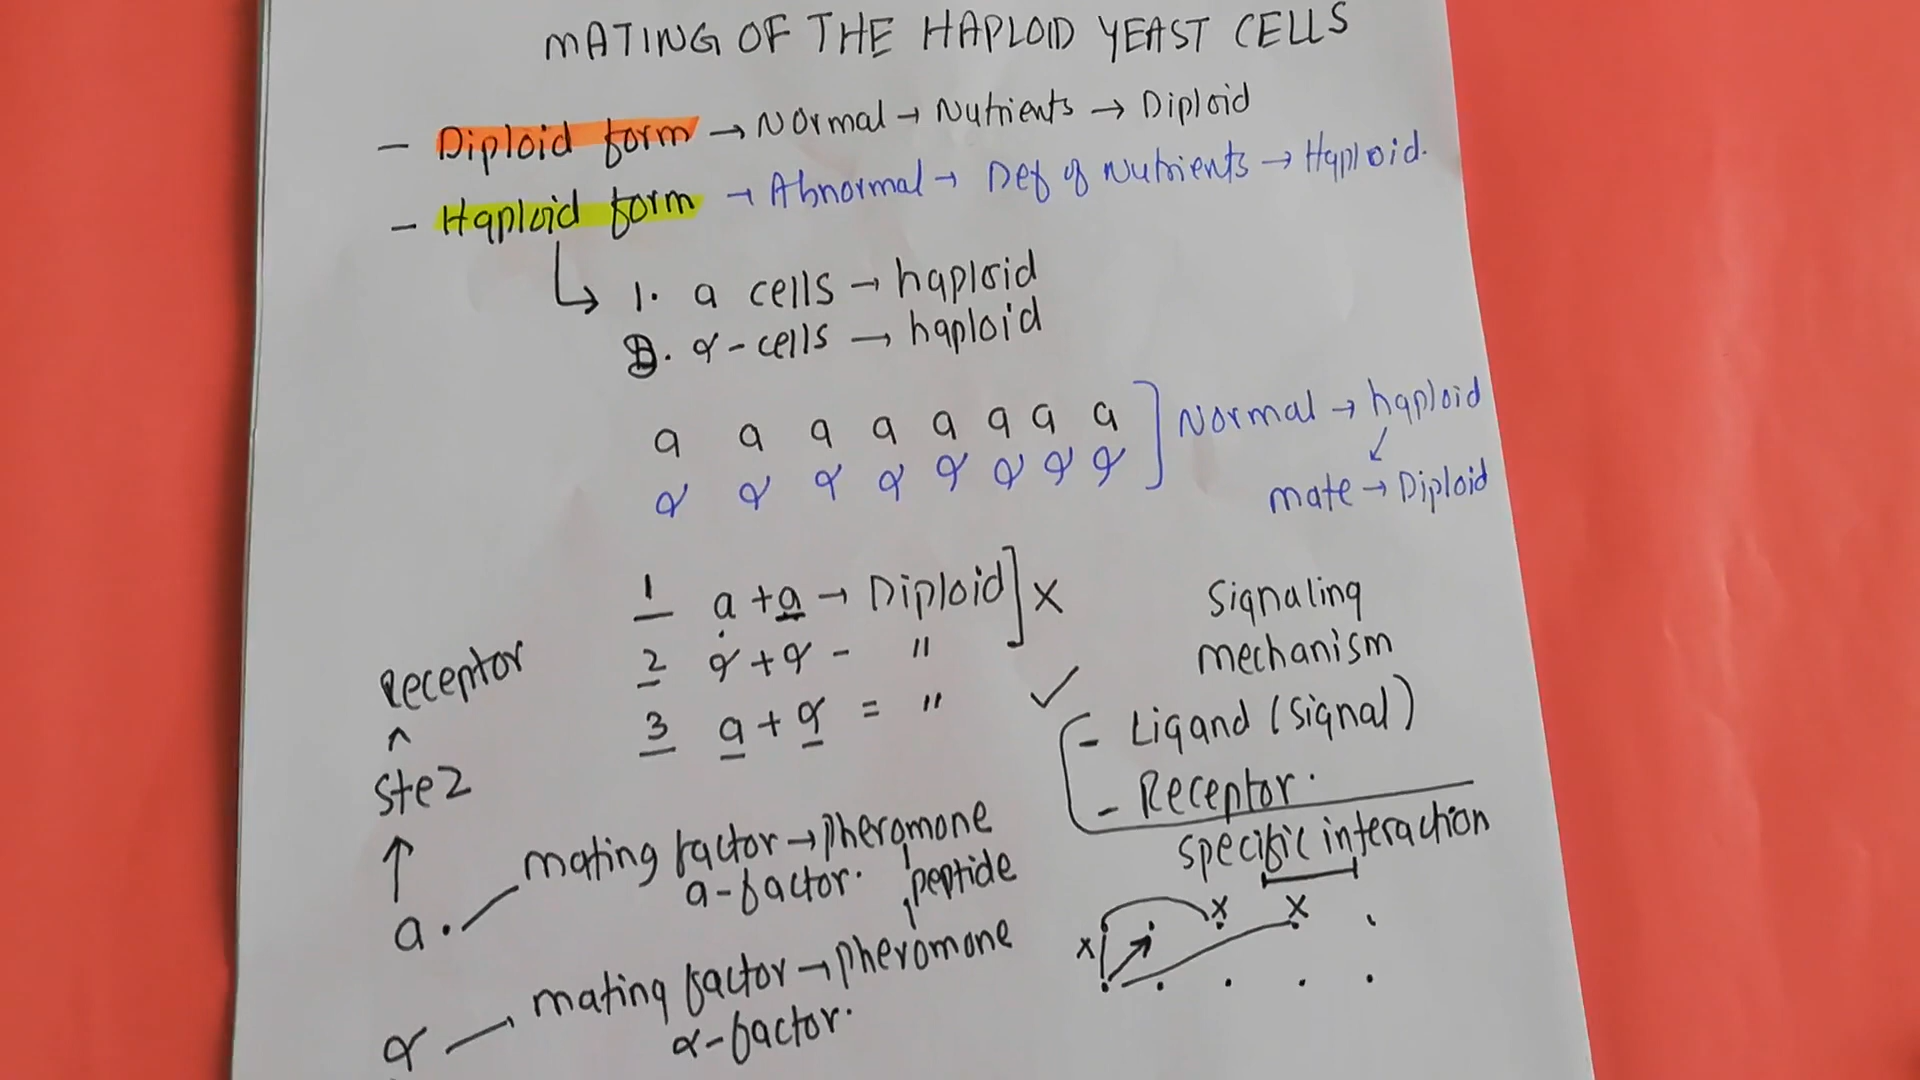 MATING OF THE HAPLOID YEAST CELLS
- Diploid form → Normal → Nutrients → Diploid
- Haploid form → Abnormal → Def of Nutrients → Haploid.
1. a cells → haploid
2. α-cells → haploid
a a a a a a a a ] Normal → haploid
α α α α α α α α mate → Diploid
1 a + a → Diploid ] x
2 α + α - "
3 a + α = " ✓
Signaling
mechanism
- Ligand (signal)
- Receptor.
specific interaction
x x x
Receptor
^
Ste2
↑
a. mating factor → pheromone
a-factor. peptide
α → mating factor → pheromone
α-factor.